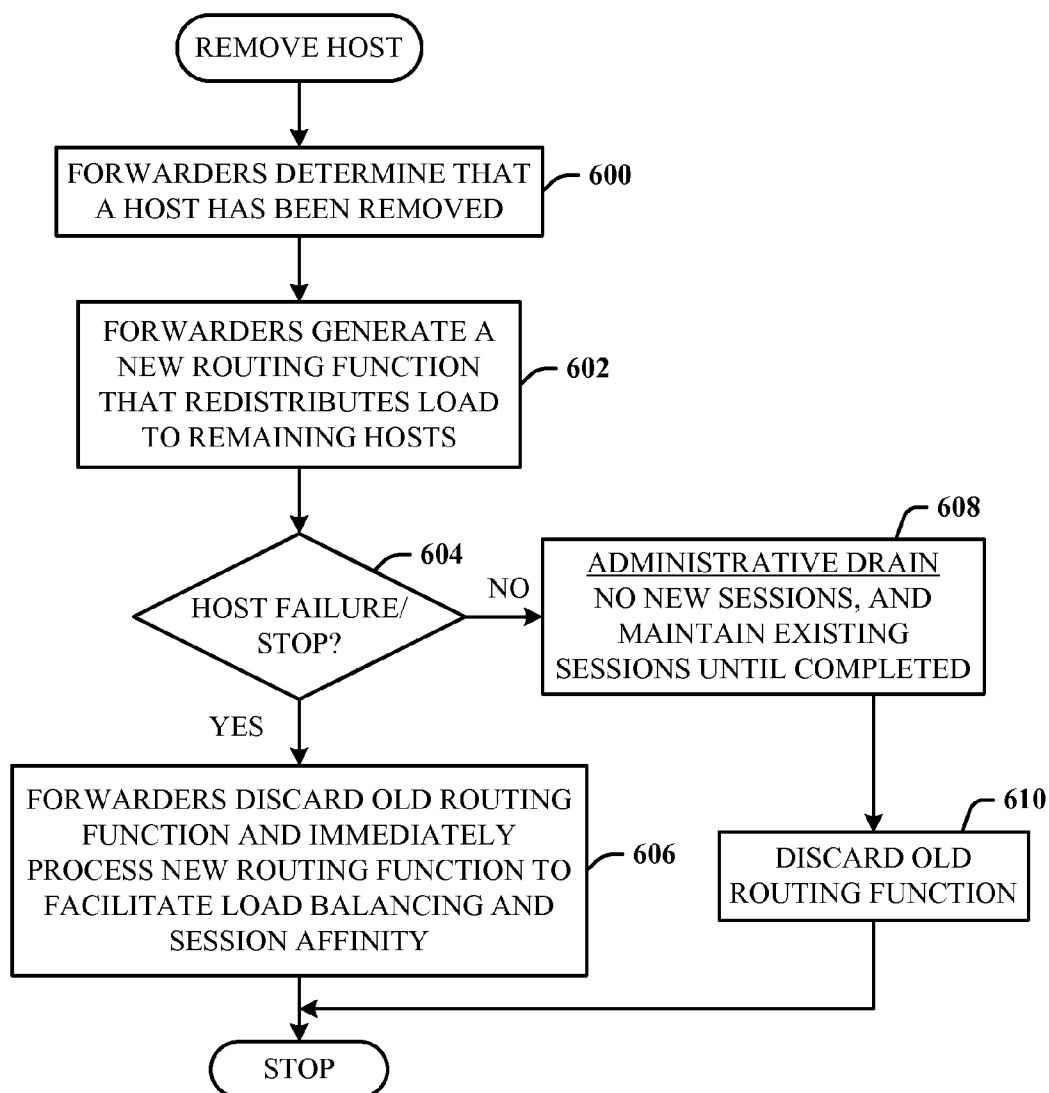 REMOVE HOST
FORWARDERS DETERMINE THAT
A HOST HAS BEEN REMOVED
600
FORWARDERS GENERATE A
NEW ROUTING FUNCTION
THAT REDISTRIBUTES LOAD
TO REMAINING HOSTS
602
604
HOST FAILURE/
STOP?
NO
608
ADMINISTRATIVE DRAIN
NO NEW SESSIONS, AND
MAINTAIN EXISTING
SESSIONS UNTIL COMPLETED
YES
FORWARDERS DISCARD OLD ROUTING
FUNCTION AND IMMEDIATELY
PROCESS NEW ROUTING FUNCTION TO
FACILITATE LOAD BALANCING AND
SESSION AFFINITY
606
610
DISCARD OLD
ROUTING FUNCTION
STOP